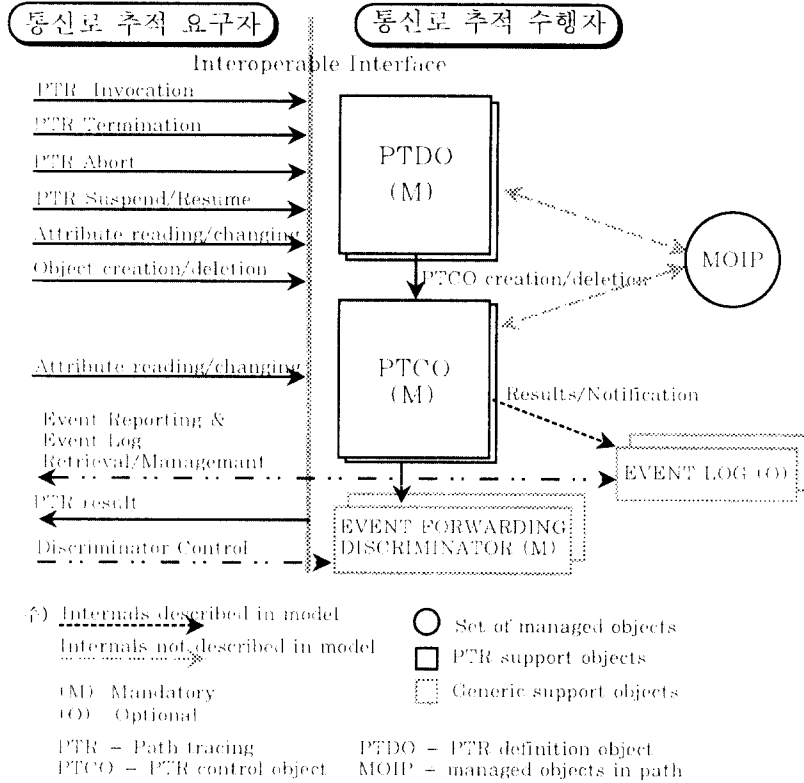 통신로 추적 요구자
통신로 추적 수행자
Interoperable Interface
PTR Invocation
PTR Termination
PTR Abort
PTR Suspend/Resume
Attribute reading/changing
Object creation/deletion
PTDO
(M)
MOIP
PTCO creation/deletion
Attribute reading/changing
PTCO
(M)
Results/Notification
Event Reporting &
Event Log
Retrieval/Managemant
EVENT LOG (O)
PTR result
EVENT FORWARDING
DISCRIMINATOR (M)
Discriminator Control
주) Internals described in model
Internals not described in model
(M) Mandatory
(O) Optional
Set of managed objects
PTR support objects
Generic support objects
PTR - Path tracing
PTDO - PTR definition object
PTCO - PTR control object
MOIP - managed objects in path